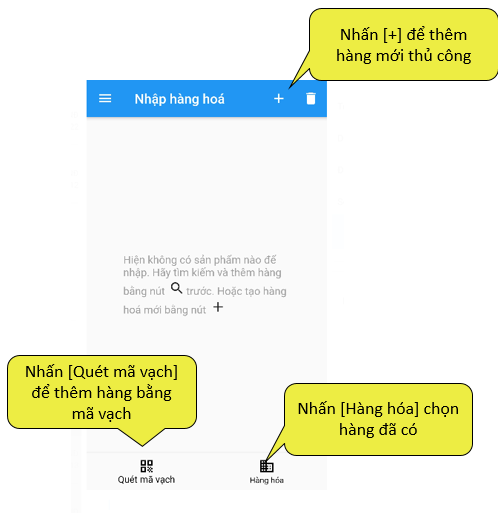 Nhấn [+] để thêm
hàng mới thủ công
Nhập hàng hoá
Hiện không có sản phẩm nào để
nhập. Hãy tìm kiếm và thêm hàng
bằng nút trước. Hoặc tạo hàng
hoá mới bằng nút +
Nhấn [Quét mã vạch]
để thêm hàng bằng
mã vạch
Nhấn [Hàng hóa] chọn
hàng đã có
Quét mã vạch
Hàng hóa